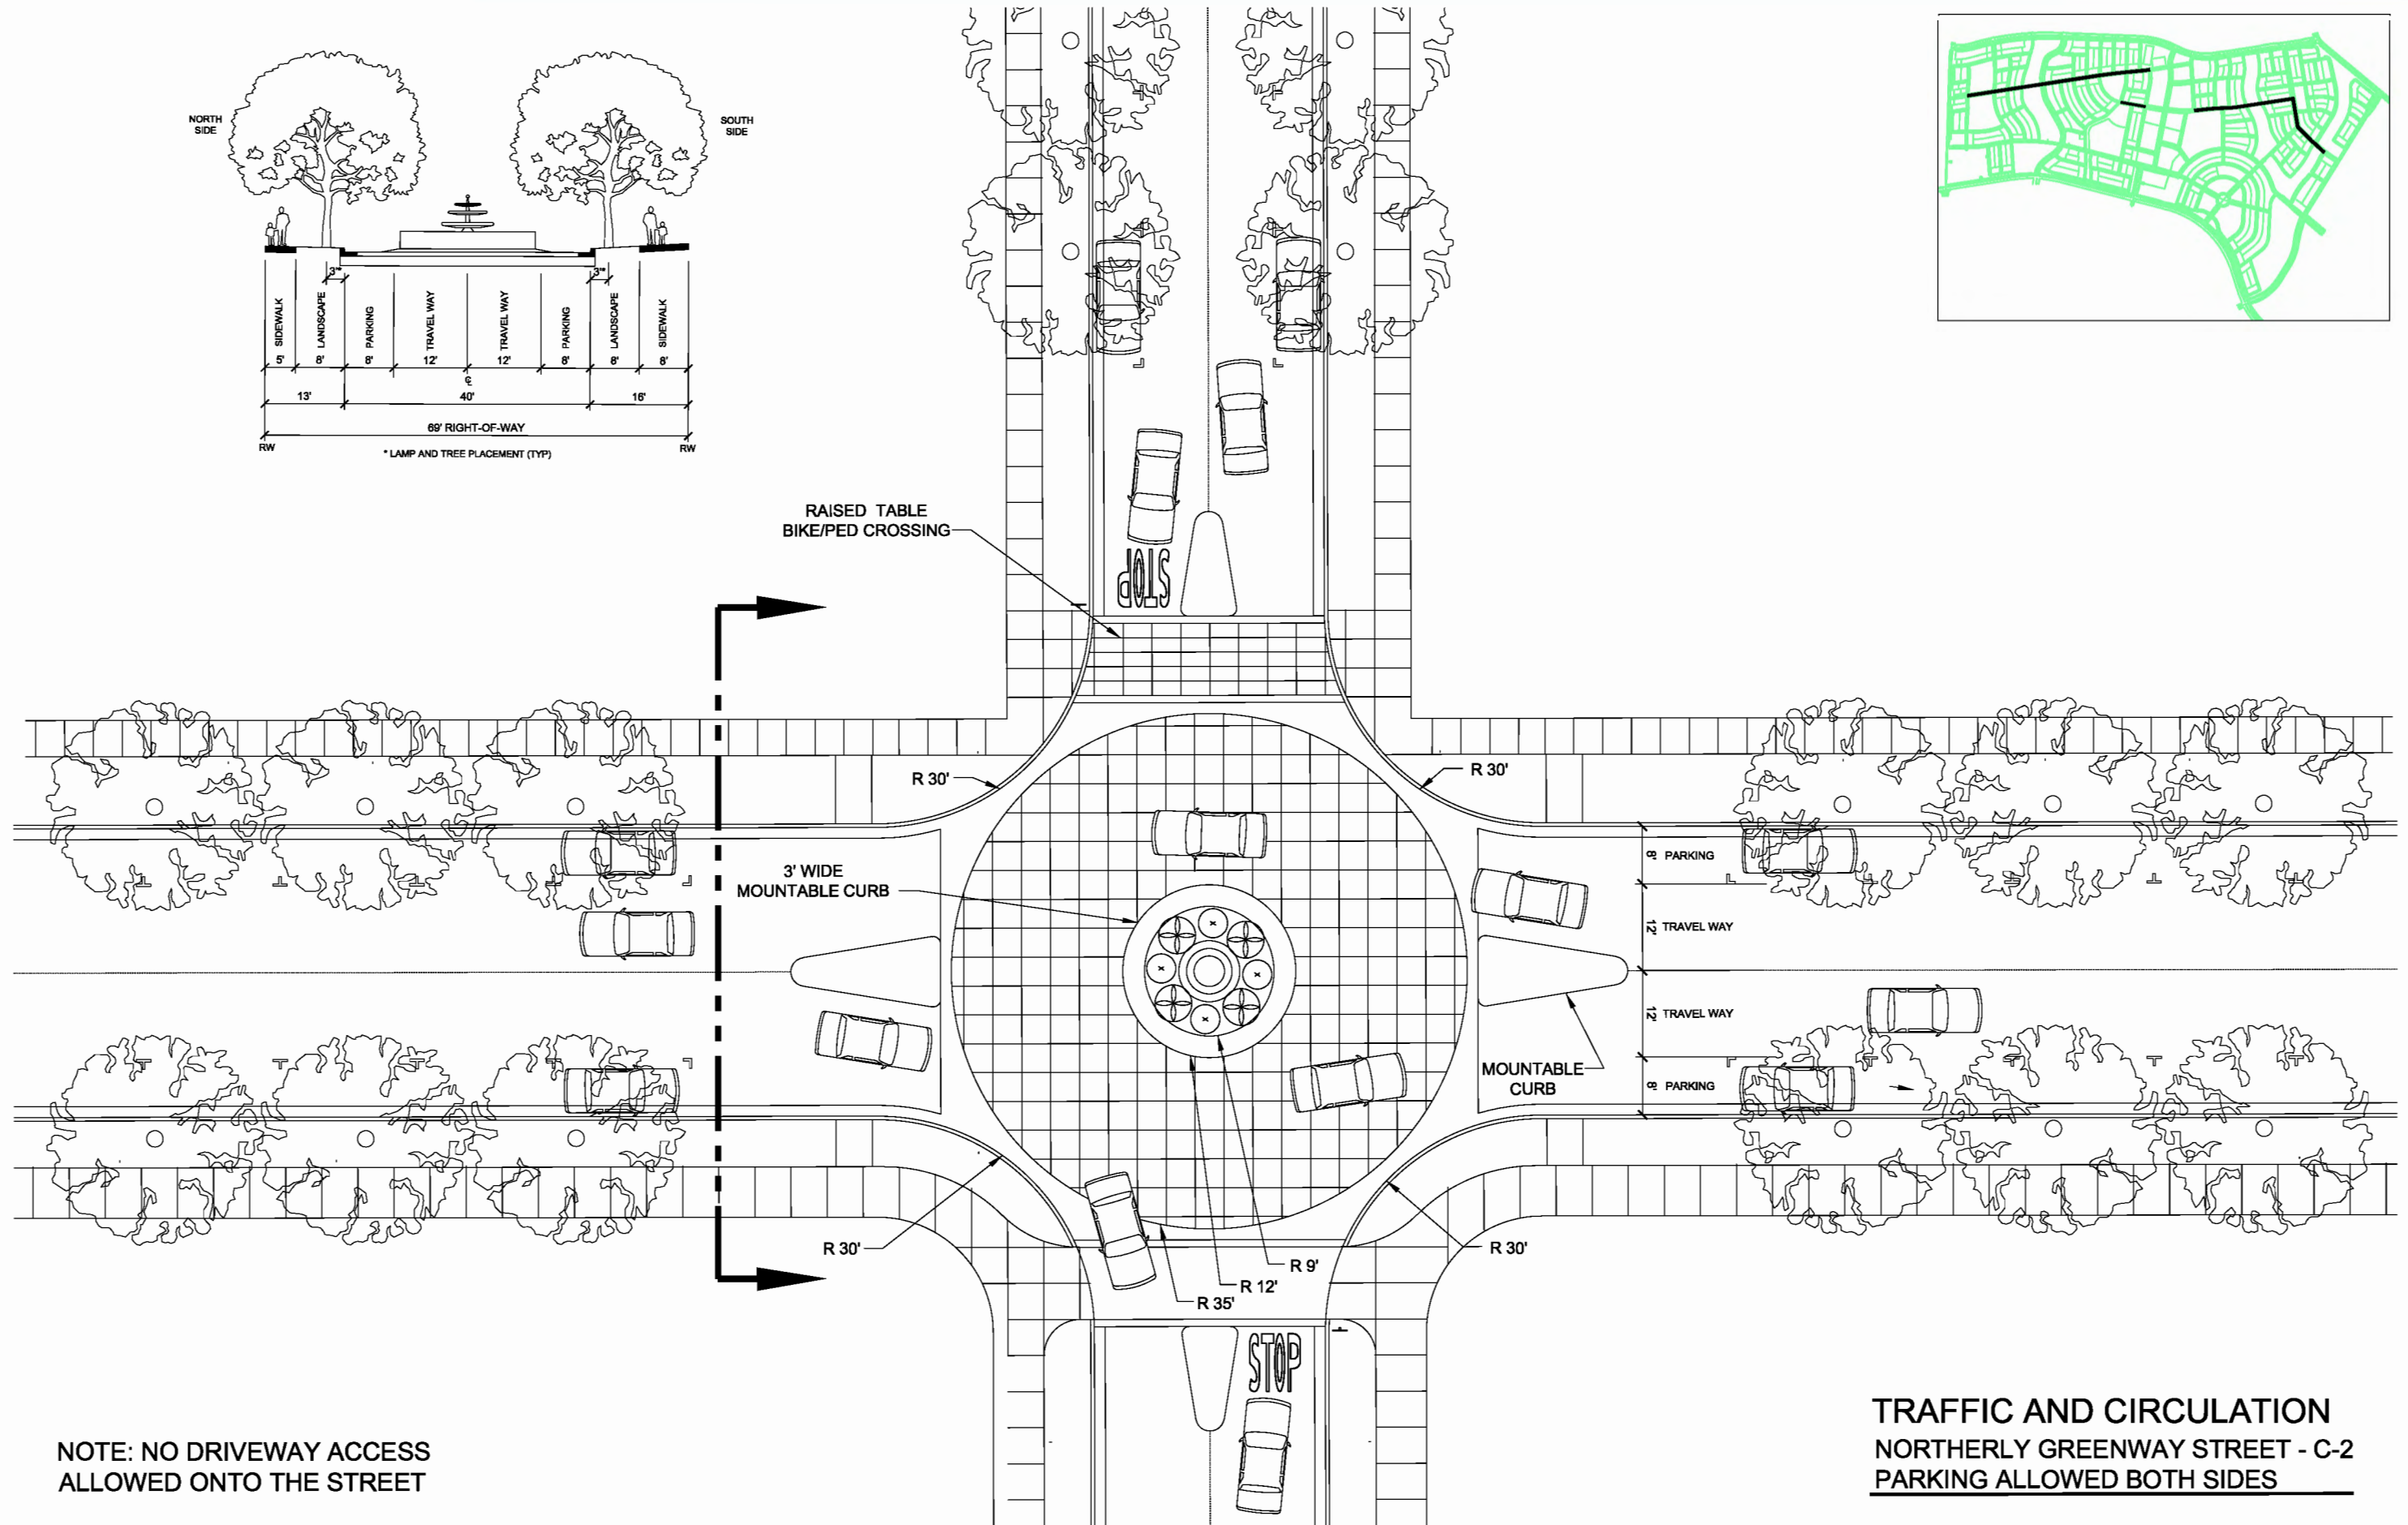 NORTH
SIDE
SOUTH
SIDE
3'*
3'*
SIDEWALK
LANDSCAPE
PARKING
TRAVEL WAY
TRAVEL WAY
PARKING
LANDSCAPE
SIDEWALK
5'
8'
8'
12'
12'
8'
8'
8'
℄
13'
40'
16'
69' RIGHT-OF-WAY
RW
RW
* LAMP AND TREE PLACEMENT (TYP)
RAISED TABLE
BIKE/PED CROSSING
STOP
R 30'
R 30'
3' WIDE
MOUNTABLE CURB
8' PARKING
12' TRAVEL WAY
12' TRAVEL WAY
8' PARKING
MOUNTABLE
CURB
R 30'
R 30'
R 9'
R 12'
R 35'
STOP
NOTE: NO DRIVEWAY ACCESS
ALLOWED ONTO THE STREET
TRAFFIC AND CIRCULATION
NORTHERLY GREENWAY STREET - C-2
PARKING ALLOWED BOTH SIDES